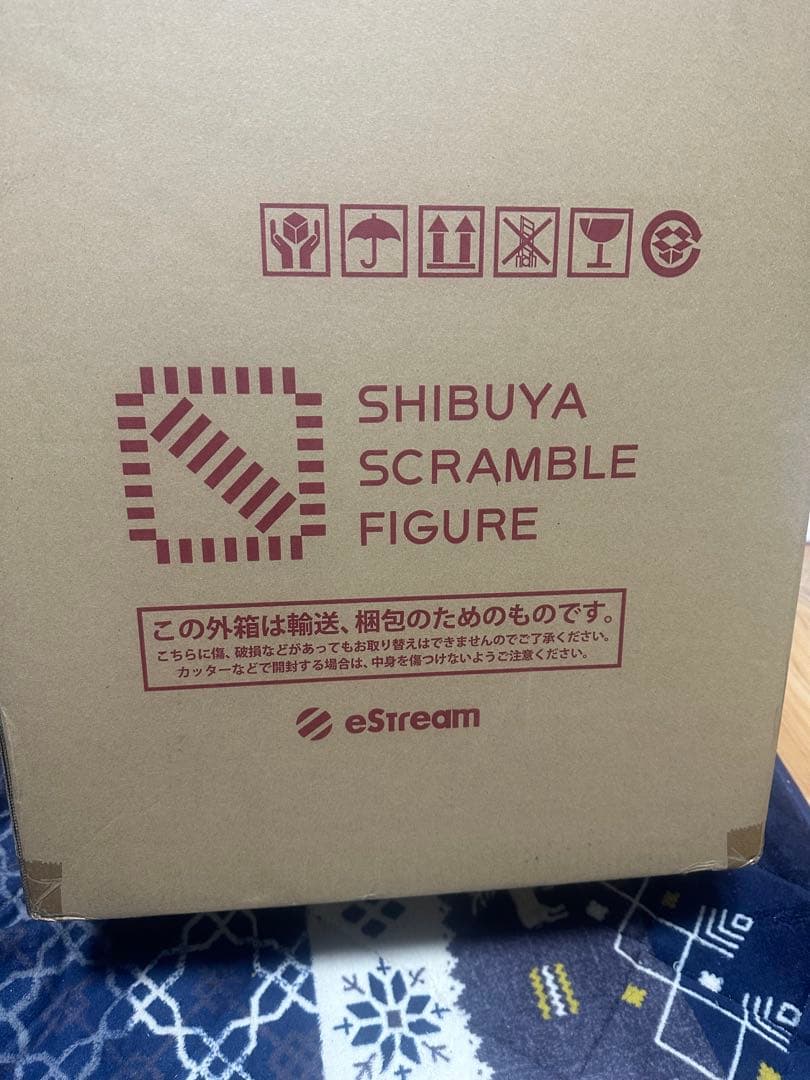 SHIBUYA
SCRAMBLE
FIGURE
この外箱は輸送、梱包のためのものです。
こちらに傷、破損などがあってもお取り替えはできませんのでご了承ください。
カッターなどで開封する場合は、中身を傷つけないようご注意ください。
eStream